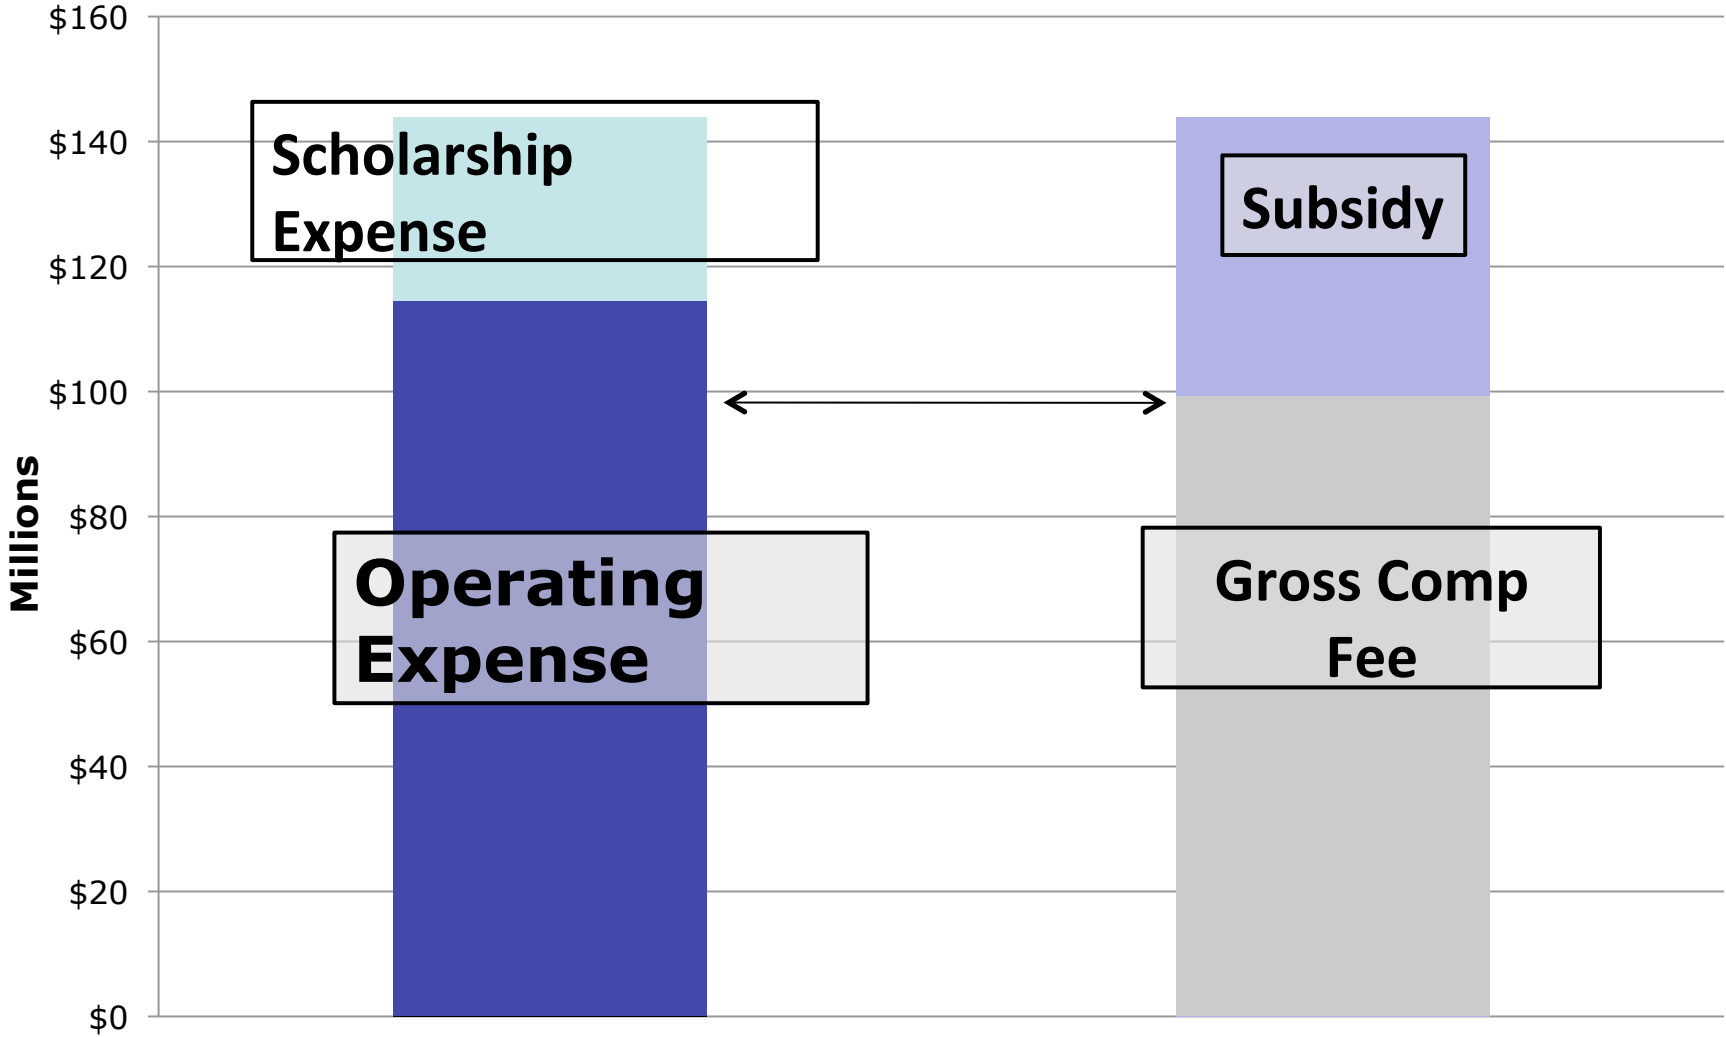 $160
$140
$120
$100
$80
$60
$40
$20
$0
Millions
Scholarship
Expense
Operating
Expense
Subsidy
Gross Comp
Fee